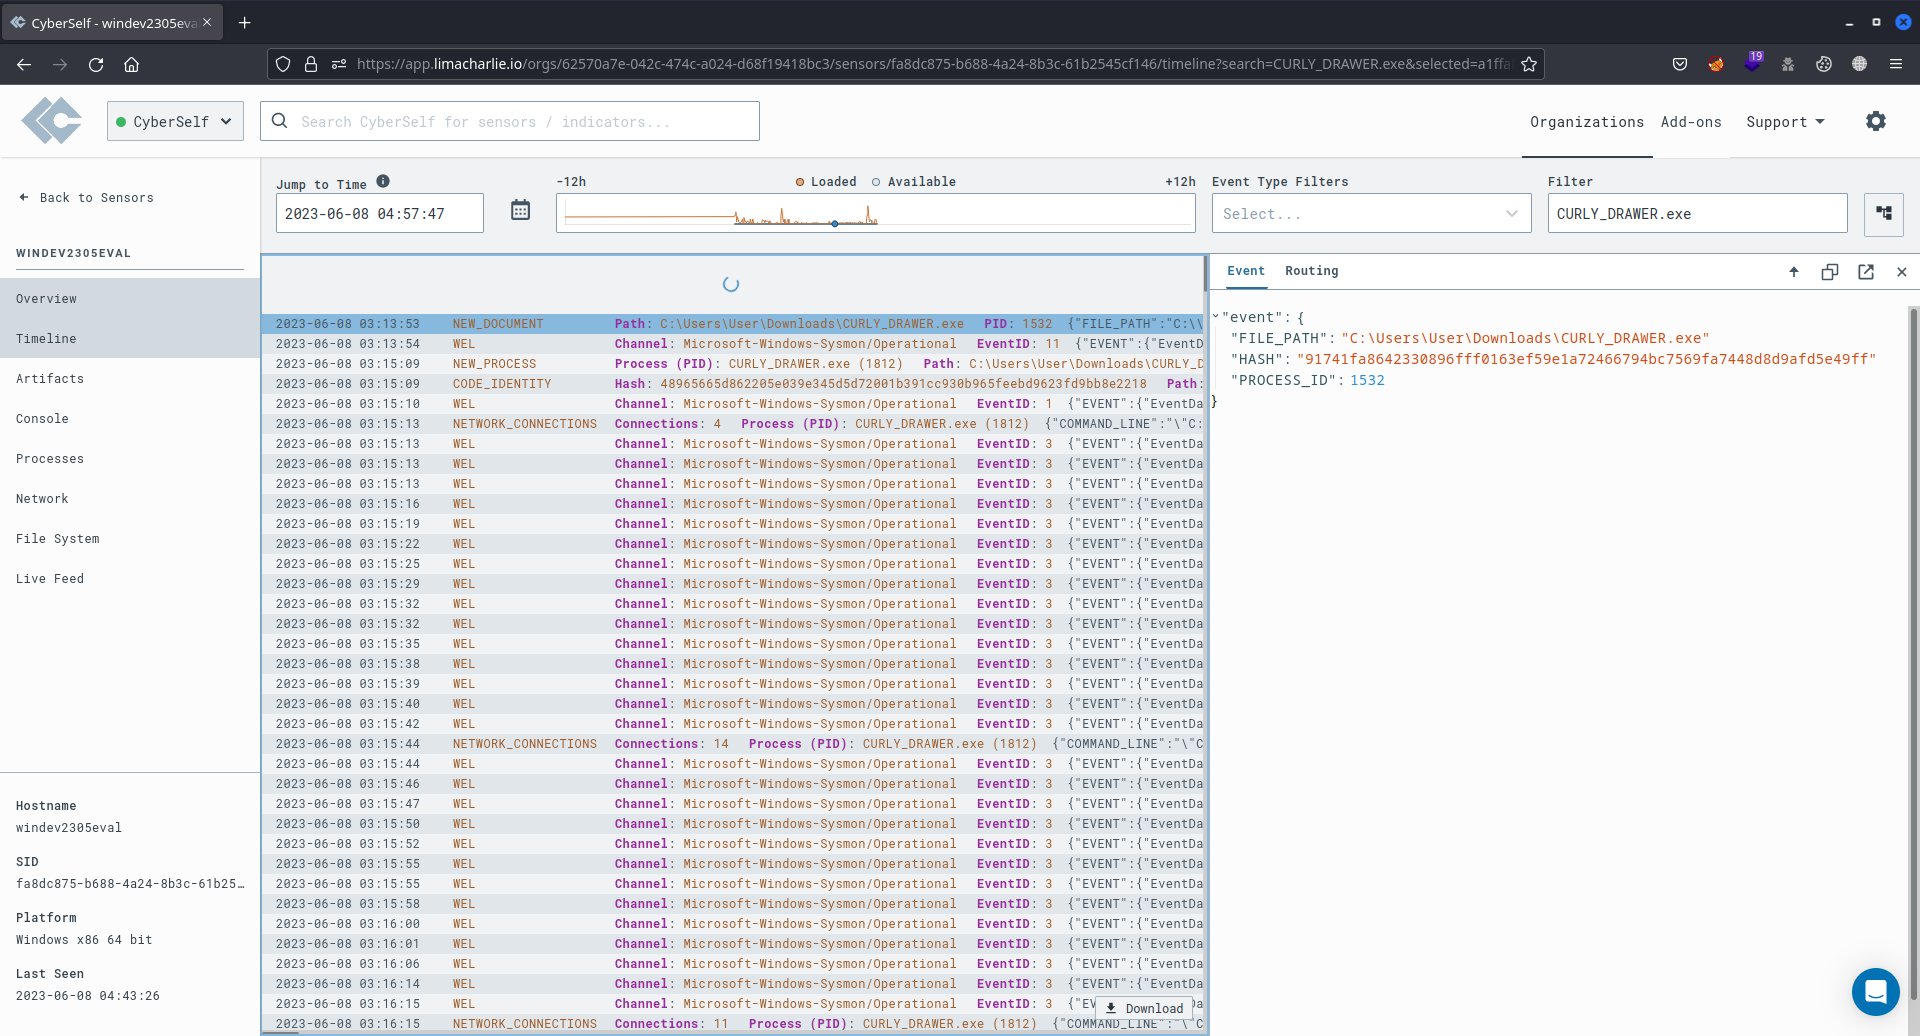 CyberSelf - windev2305eva
19
https://app.limacharlie.io/orgs/62570a7e-042c-474c-a024-d68f19418bc3/sensors/fa8dc875-b688-4a24-8b3c-61b2545cf146/timeline?search=CURLY_DRAWER.exe&selected=a1ffa
CyberSelf
Search CyberSelf for sensors / indicators...
Organizations
Add-ons
Support
Back to Sensors
WINDEV2305EVAL
Overview
Timeline
Artifacts
Console
Processes
Network
File System
Live Feed
Hostname
windev2305eval
SID
fa8dc875-b688-4a24-8b3c-61b25…
Platform
Windows x86 64 bit
Last Seen
2023-06-08 04:43:26
Jump to Time
2023-06-08 04:57:47
-12h
Loaded
Available
+12h
Event Type Filters
Select...
Filter
CURLY_DRAWER.exe
2023-06-08 03:13:53 NEW_DOCUMENT Path: C:\Users\User\Downloads\CURLY_DRAWER.exe PID: 1532 {"FILE_PATH":"C:\\
2023-06-08 03:13:54 WEL Channel: Microsoft-Windows-Sysmon/Operational EventID: 11 {"EVENT":{"EventD
2023-06-08 03:15:09 NEW_PROCESS Process (PID): CURLY_DRAWER.exe (1812) Path: C:\Users\User\Downloads\CURLY_D
2023-06-08 03:15:09 CODE_IDENTITY Hash: 48965665d862205e039e345d5d72001b391cc930b965feebd9623fd9bb8e2218 Path:
2023-06-08 03:15:10 WEL Channel: Microsoft-Windows-Sysmon/Operational EventID: 1 {"EVENT":{"EventDa
2023-06-08 03:15:13 NETWORK_CONNECTIONS Connections: 4 Process (PID): CURLY_DRAWER.exe (1812) {"COMMAND_LINE":"\"C:
2023-06-08 03:15:13 WEL Channel: Microsoft-Windows-Sysmon/Operational EventID: 3 {"EVENT":{"EventDa
2023-06-08 03:15:13 WEL Channel: Microsoft-Windows-Sysmon/Operational EventID: 3 {"EVENT":{"EventDa
2023-06-08 03:15:13 WEL Channel: Microsoft-Windows-Sysmon/Operational EventID: 3 {"EVENT":{"EventDa
2023-06-08 03:15:16 WEL Channel: Microsoft-Windows-Sysmon/Operational EventID: 3 {"EVENT":{"EventDa
2023-06-08 03:15:19 WEL Channel: Microsoft-Windows-Sysmon/Operational EventID: 3 {"EVENT":{"EventDa
2023-06-08 03:15:22 WEL Channel: Microsoft-Windows-Sysmon/Operational EventID: 3 {"EVENT":{"EventDa
2023-06-08 03:15:25 WEL Channel: Microsoft-Windows-Sysmon/Operational EventID: 3 {"EVENT":{"EventDa
2023-06-08 03:15:29 WEL Channel: Microsoft-Windows-Sysmon/Operational EventID: 3 {"EVENT":{"EventDa
2023-06-08 03:15:32 WEL Channel: Microsoft-Windows-Sysmon/Operational EventID: 3 {"EVENT":{"EventDa
2023-06-08 03:15:32 WEL Channel: Microsoft-Windows-Sysmon/Operational EventID: 3 {"EVENT":{"EventDa
2023-06-08 03:15:35 WEL Channel: Microsoft-Windows-Sysmon/Operational EventID: 3 {"EVENT":{"EventDa
2023-06-08 03:15:38 WEL Channel: Microsoft-Windows-Sysmon/Operational EventID: 3 {"EVENT":{"EventDa
2023-06-08 03:15:39 WEL Channel: Microsoft-Windows-Sysmon/Operational EventID: 3 {"EVENT":{"EventDa
2023-06-08 03:15:40 WEL Channel: Microsoft-Windows-Sysmon/Operational EventID: 3 {"EVENT":{"EventDa
2023-06-08 03:15:42 WEL Channel: Microsoft-Windows-Sysmon/Operational EventID: 3 {"EVENT":{"EventDa
2023-06-08 03:15:44 NETWORK_CONNECTIONS Connections: 14 Process (PID): CURLY_DRAWER.exe (1812) {"COMMAND_LINE":"\"C
2023-06-08 03:15:44 WEL Channel: Microsoft-Windows-Sysmon/Operational EventID: 3 {"EVENT":{"EventDa
2023-06-08 03:15:46 WEL Channel: Microsoft-Windows-Sysmon/Operational EventID: 3 {"EVENT":{"EventDa
2023-06-08 03:15:47 WEL Channel: Microsoft-Windows-Sysmon/Operational EventID: 3 {"EVENT":{"EventDa
2023-06-08 03:15:50 WEL Channel: Microsoft-Windows-Sysmon/Operational EventID: 3 {"EVENT":{"EventDa
2023-06-08 03:15:52 WEL Channel: Microsoft-Windows-Sysmon/Operational EventID: 3 {"EVENT":{"EventDa
2023-06-08 03:15:55 WEL Channel: Microsoft-Windows-Sysmon/Operational EventID: 3 {"EVENT":{"EventDa
2023-06-08 03:15:55 WEL Channel: Microsoft-Windows-Sysmon/Operational EventID: 3 {"EVENT":{"EventDa
2023-06-08 03:15:58 WEL Channel: Microsoft-Windows-Sysmon/Operational EventID: 3 {"EVENT":{"EventDa
2023-06-08 03:16:00 WEL Channel: Microsoft-Windows-Sysmon/Operational EventID: 3 {"EVENT":{"EventDa
2023-06-08 03:16:01 WEL Channel: Microsoft-Windows-Sysmon/Operational EventID: 3 {"EVENT":{"EventDa
2023-06-08 03:16:06 WEL Channel: Microsoft-Windows-Sysmon/Operational EventID: 3 {"EVENT":{"EventDa
2023-06-08 03:16:14 WEL Channel: Microsoft-Windows-Sysmon/Operational EventID: 3 {"EVENT":{"EventDa
2023-06-08 03:16:15 WEL Channel: Microsoft-Windows-Sysmon/Operational EventID: 3 {"EV
Download
2023-06-08 03:16:15 NETWORK_CONNECTIONS Connections: 11 Process (PID): CURLY_DRAWER.exe (1812) {"COMMAND_LINE":"\"C
Event
Routing
"event": {
"FILE_PATH": "C:\Users\User\Downloads\CURLY_DRAWER.exe"
"HASH": "91741fa8642330896fff0163ef59e1a72466794bc7569fa7448d8d9afd5e49ff"
"PROCESS_ID": 1532
}